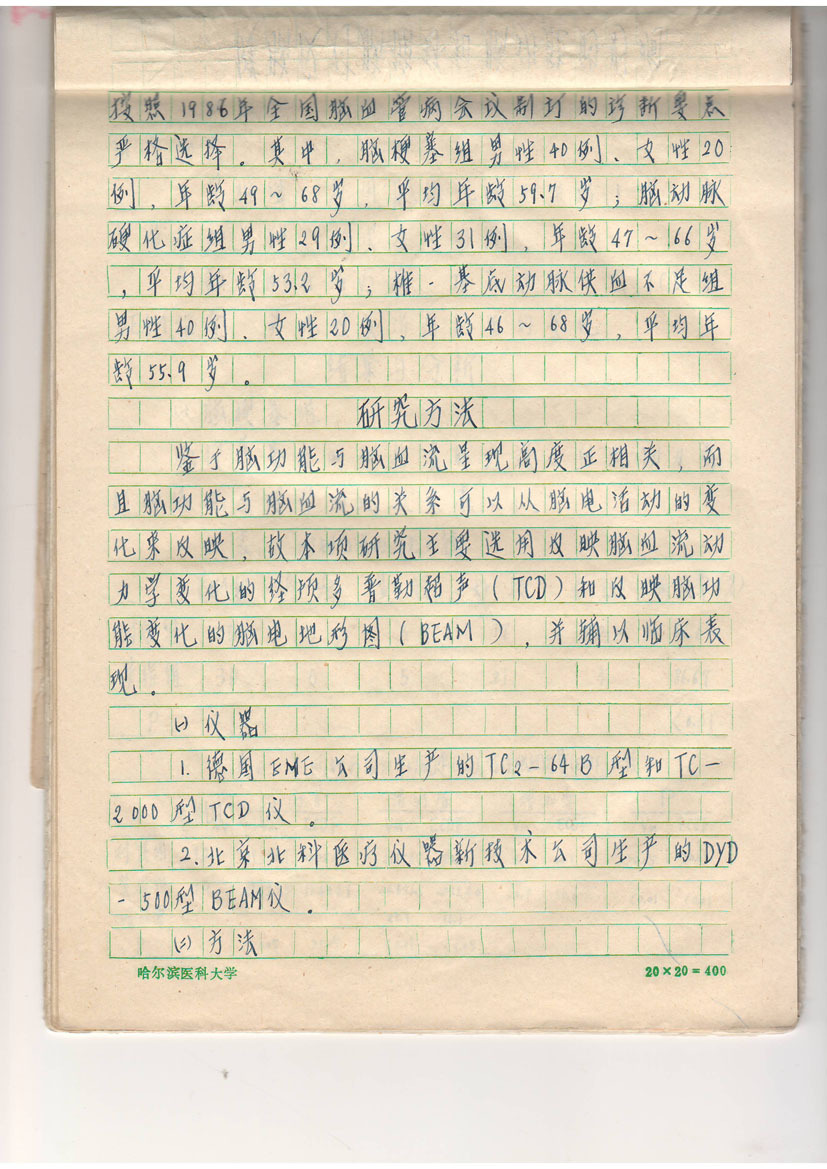 按照1986年全国脑血管病会议制订的诊断要点
严格选择。其中，脑梗塞组男性40例、女性20
例，年龄49～68岁，平均年龄59.7岁；脑动脉
硬化症组男性29例、女性31例，年龄47～66岁
，平均年龄53.2岁；椎-基底动脉供血不足组
男性40例、女性20例，年龄46～68岁，平均年
龄55.9岁。
研究方法
鉴于脑功能与脑血流呈现高度正相关，而
且脑功能与脑血流的关系可以从脑电活动的变
化来反映，故本项研究主要选用反映脑血流动
力学变化的经颅多普勒超声(TCD)和反映脑功
能变化的脑电地形图(BEAM)，并辅以临床表
现。
㈠仪器
1.德国EME公司生产的TC2-64B型和TC-
2000型TCD仪。
2.北京北科医疗仪器新技术公司生产的DYD
-500型BEAM仪。
㈡方法
哈尔滨医科大学 20×20=400